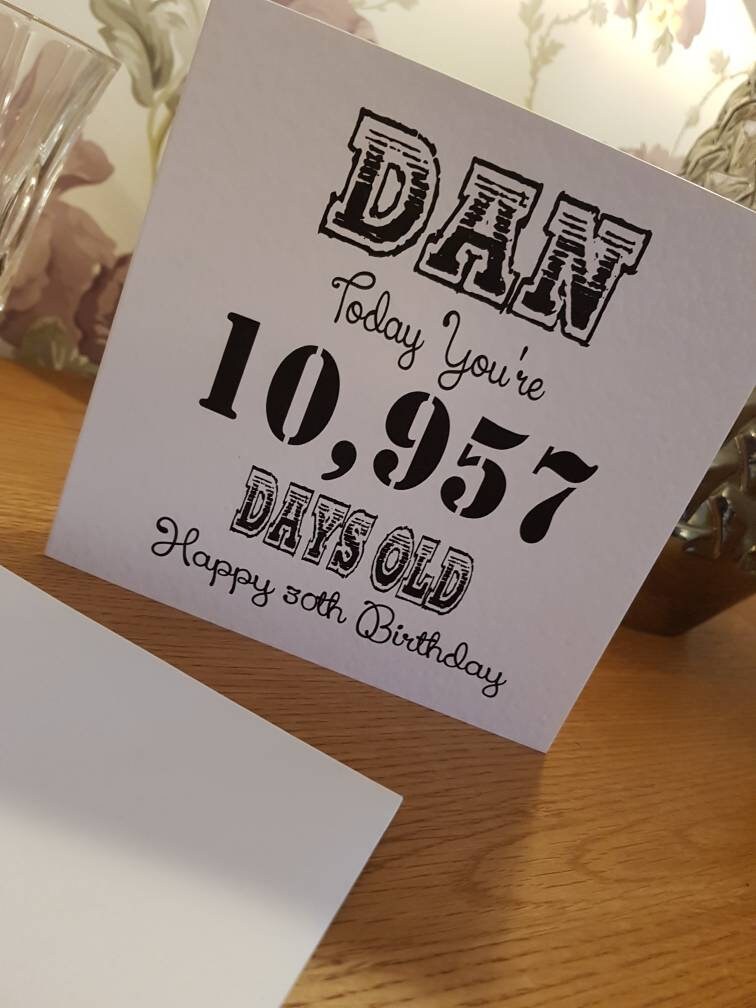 DAN
Today You're
10,957
DAYS OLD
Happy 30th Birthday